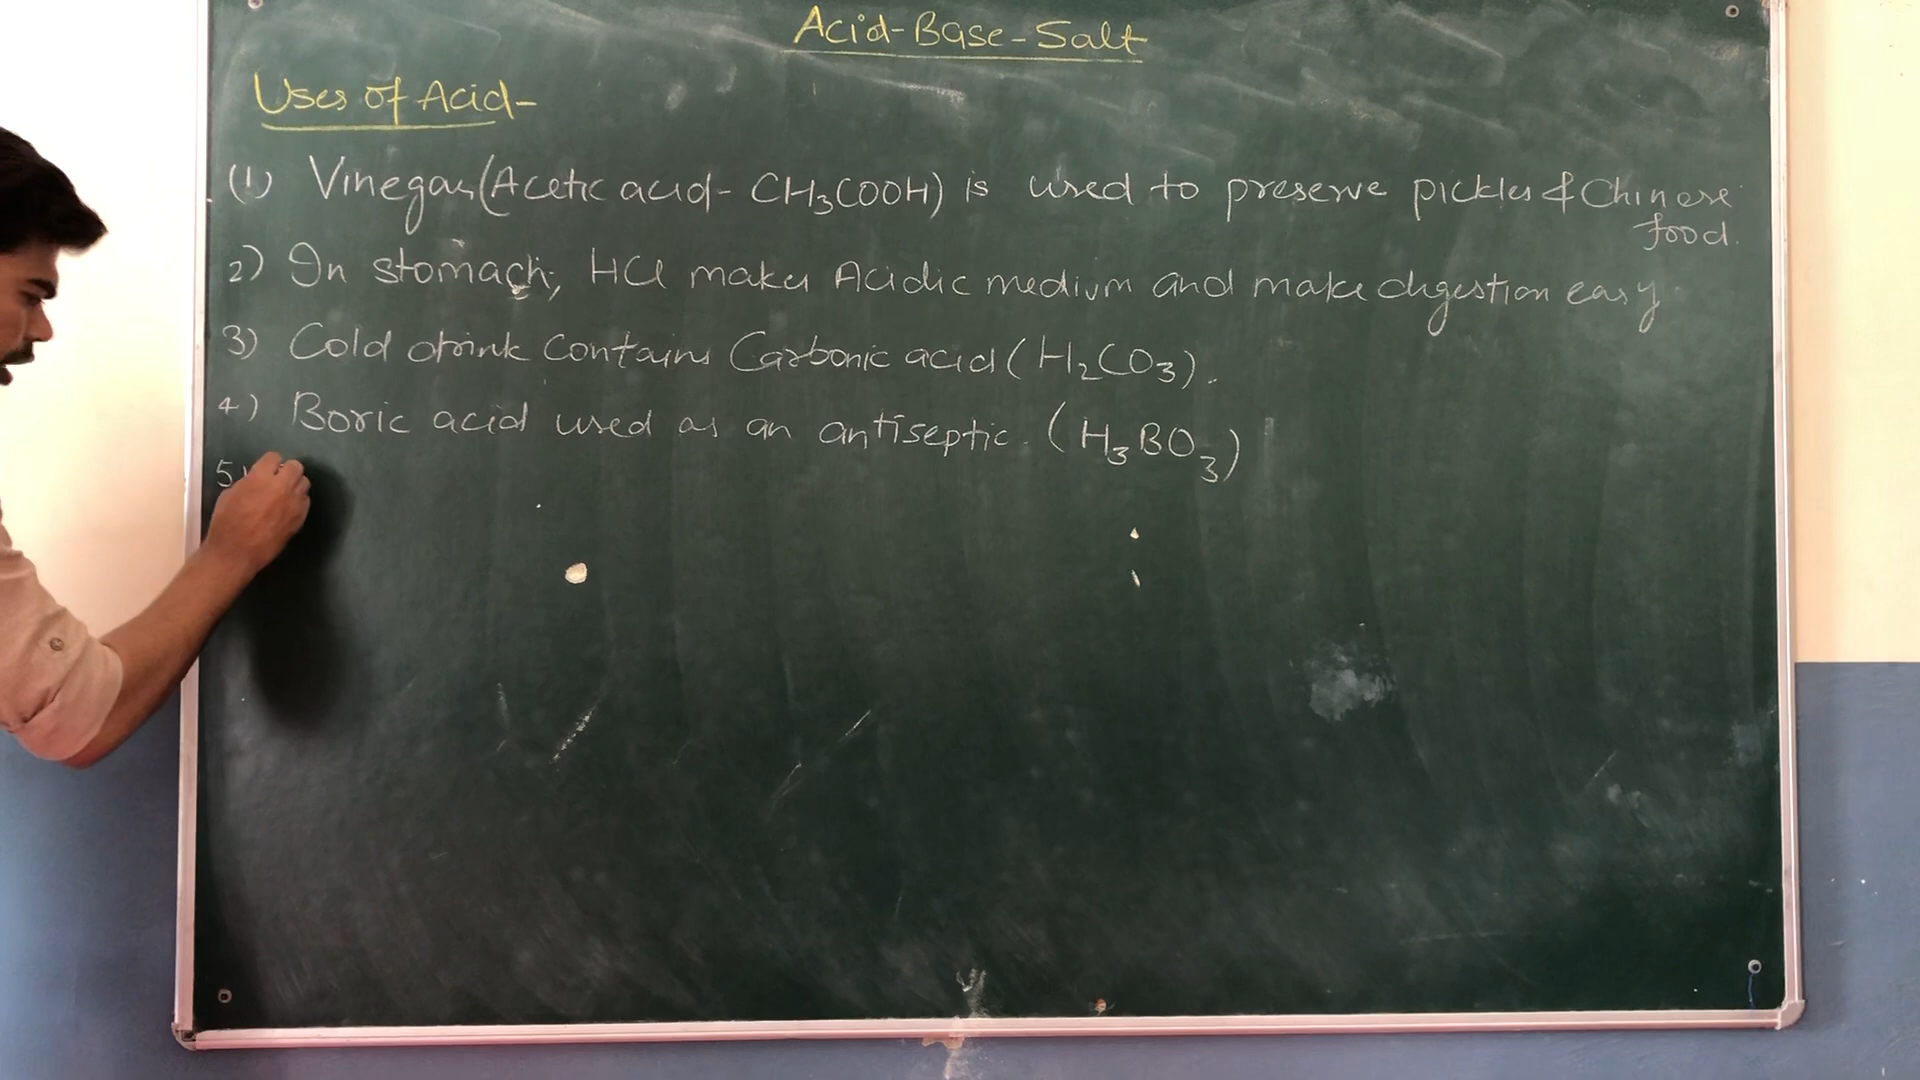 Acid-Base-Salt
Uses of Acid-
(1) Vinegar(Acetic acid- CH₃COOH) is used to preserve pickles & Chinese
food.
2) In stomach, HCl makes Acidic medium and make digestion easy.
3) Cold drink contains Carbonic acid (H₂CO₃).
4) Boric acid used as an antiseptic. (H₃BO₃)
5)